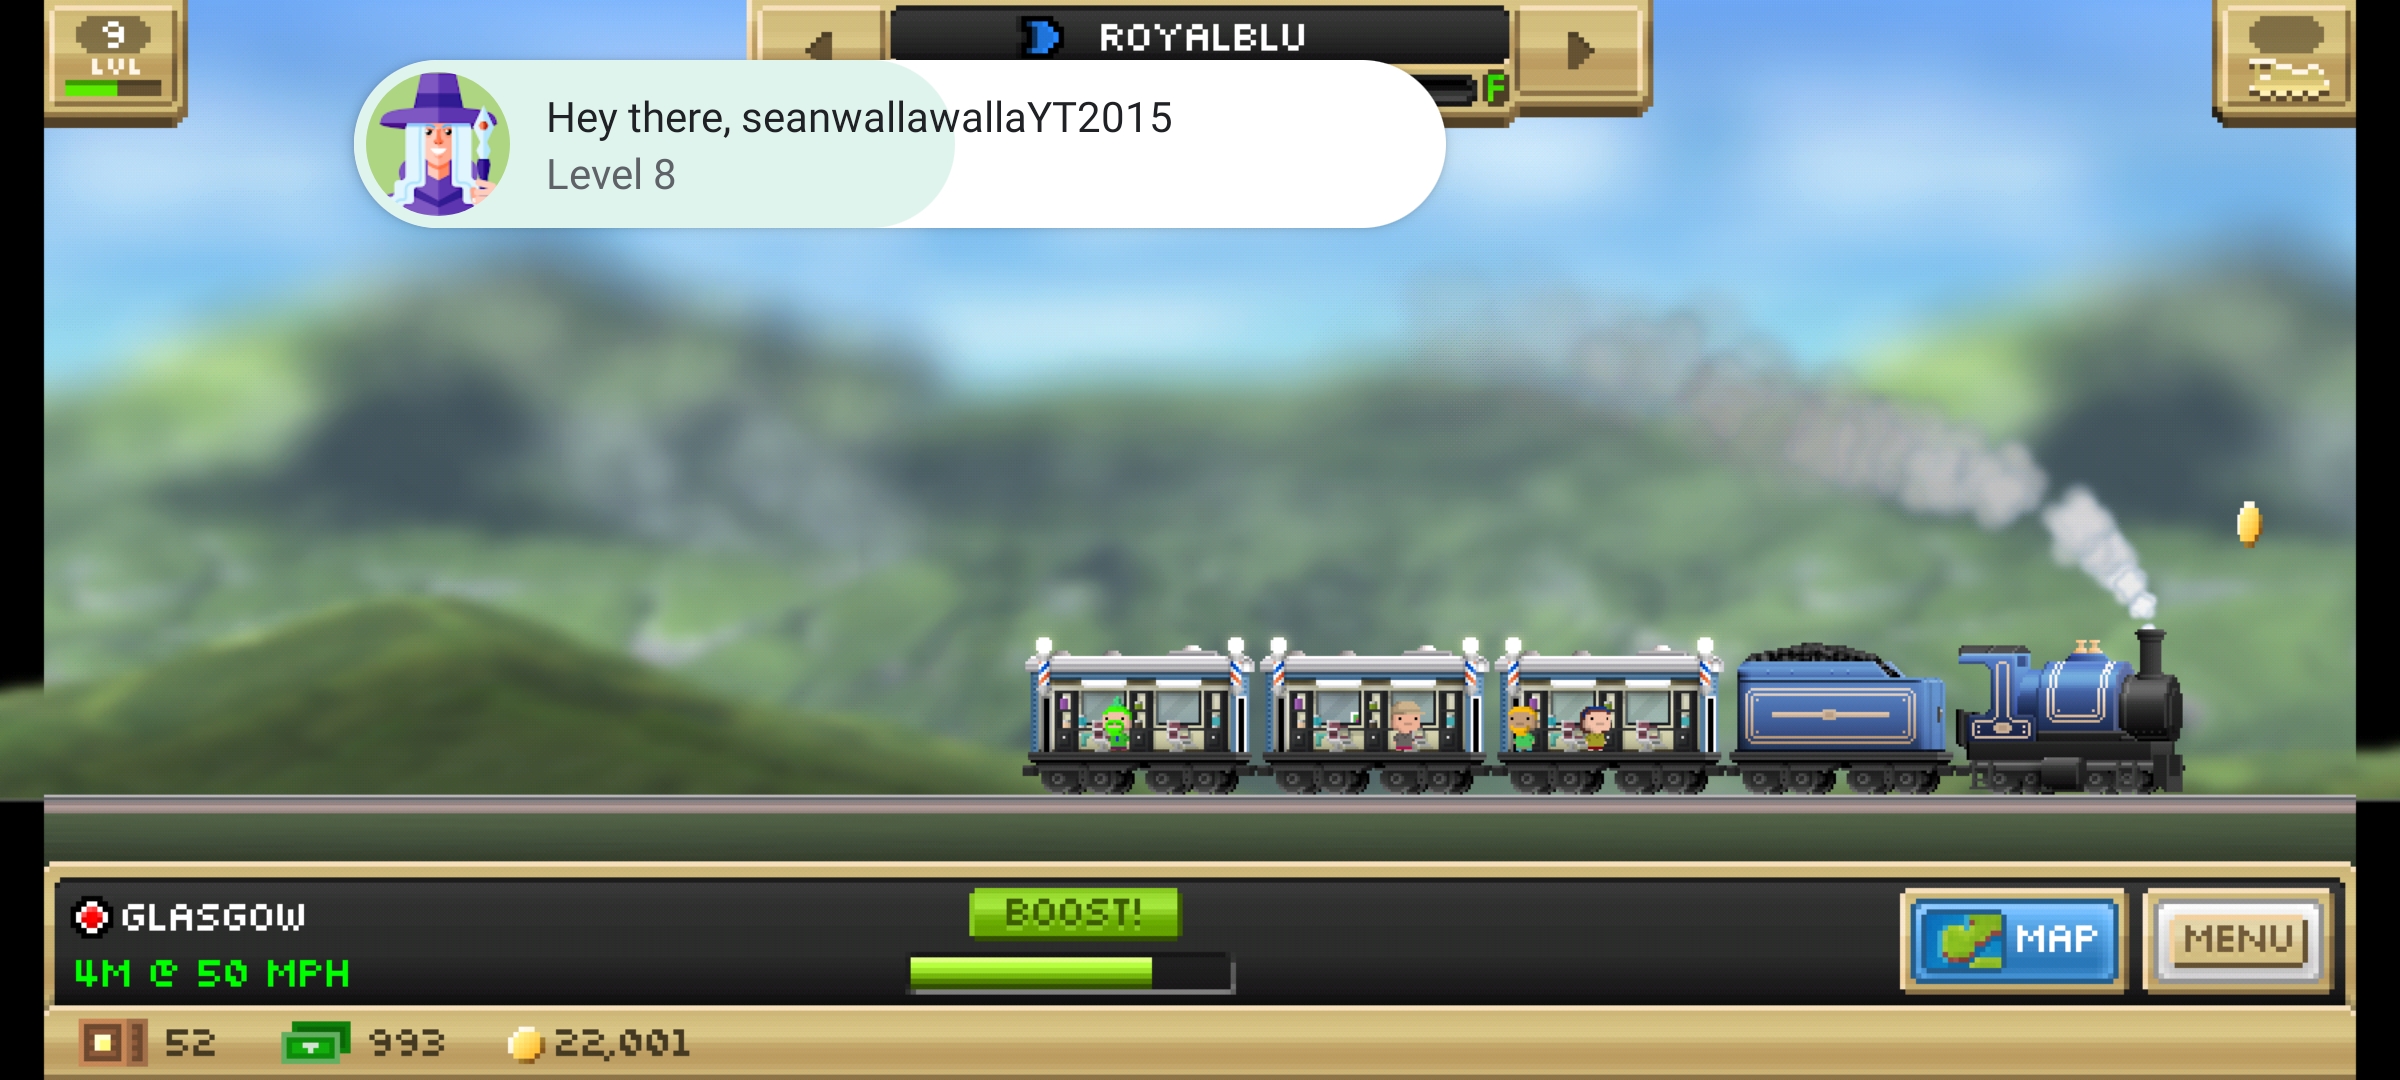 9
LVL
ROYALBLU
F
Hey there, seanwallawallaYT2015
Level 8
GLASGOW
4M @ 50 MPH
BOOST!
MAP
MENU
52
993
22,001